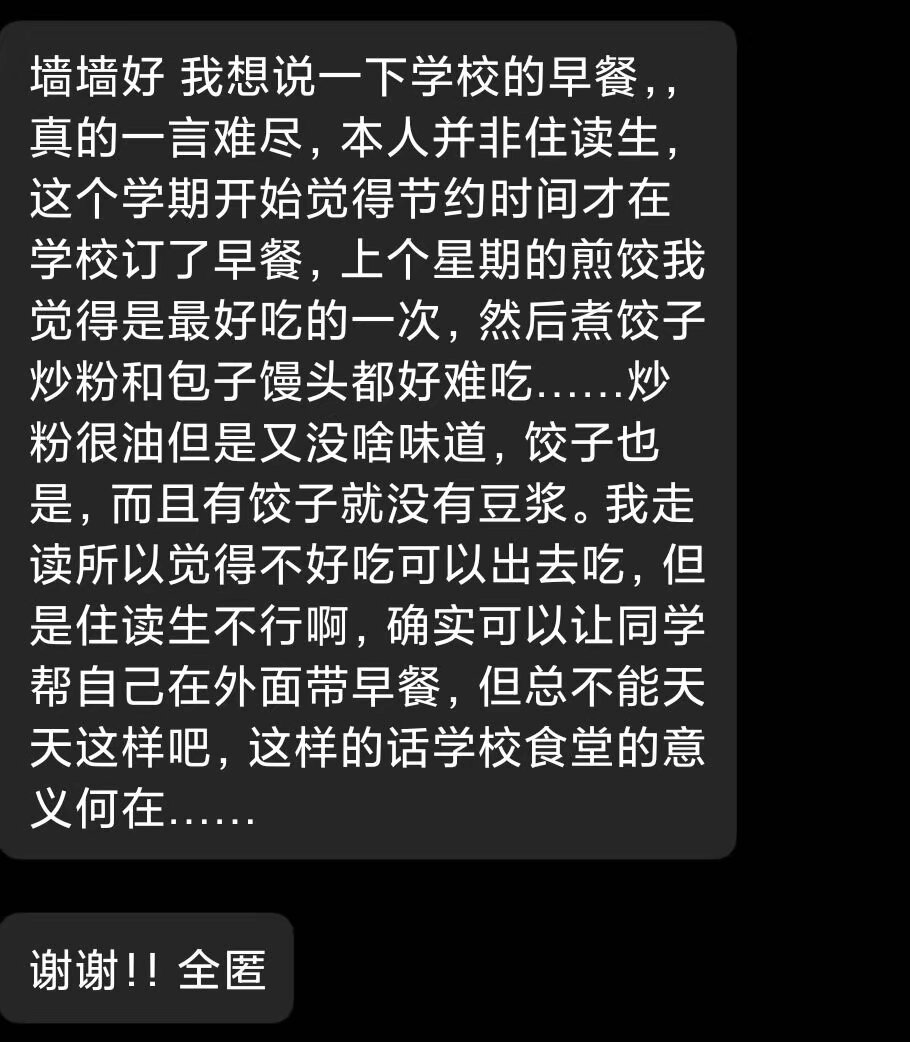 墙墙好 我想说一下学校的早餐，，
真的一言难尽，本人并非住读生，
这个学期开始觉得节约时间才在
学校订了早餐，上个星期的煎饺我
觉得是最好吃的一次，然后煮饺子
炒粉和包子馒头都好难吃……炒
粉很油但是又没啥味道，饺子也
是，而且有饺子就没有豆浆。我走
读所以觉得不好吃可以出去吃，但
是住读生不行啊，确实可以让同学
帮自己在外面带早餐，但总不能天
天这样吧，这样的话学校食堂的意
义何在……
谢谢！！全匿